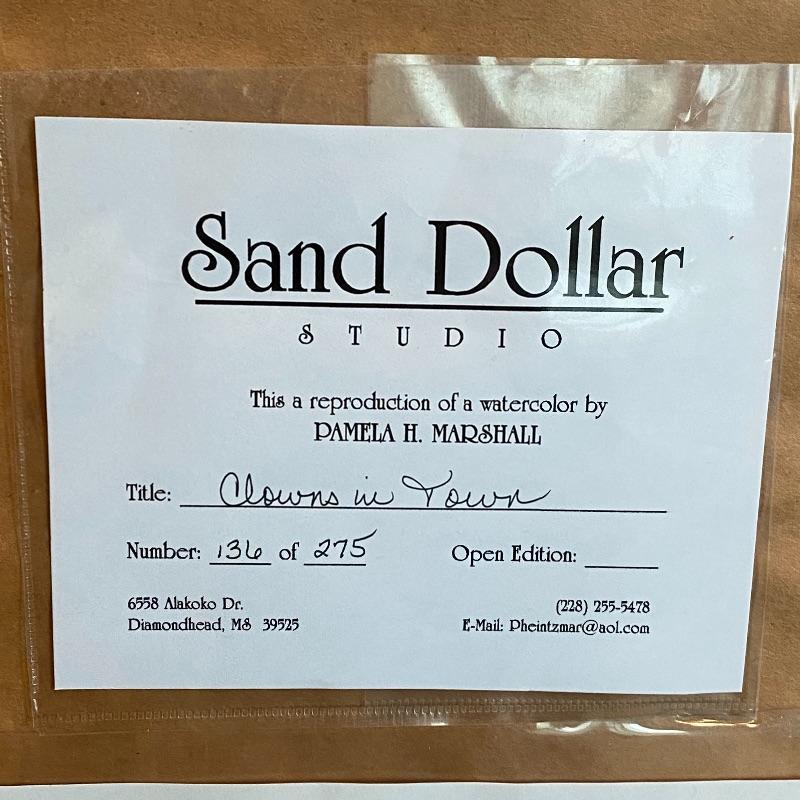 Sand Dollar
STUDIO
This a reproduction of a watercolor by
PAMELA H. MARSHALL
Title: Clowns in Town
Number: 136 of 275 Open Edition:
6558 Alakoko Dr. (228) 255-5478
Diamondhead, MS 39525 E-Mail: Pheintzmar@aol.com